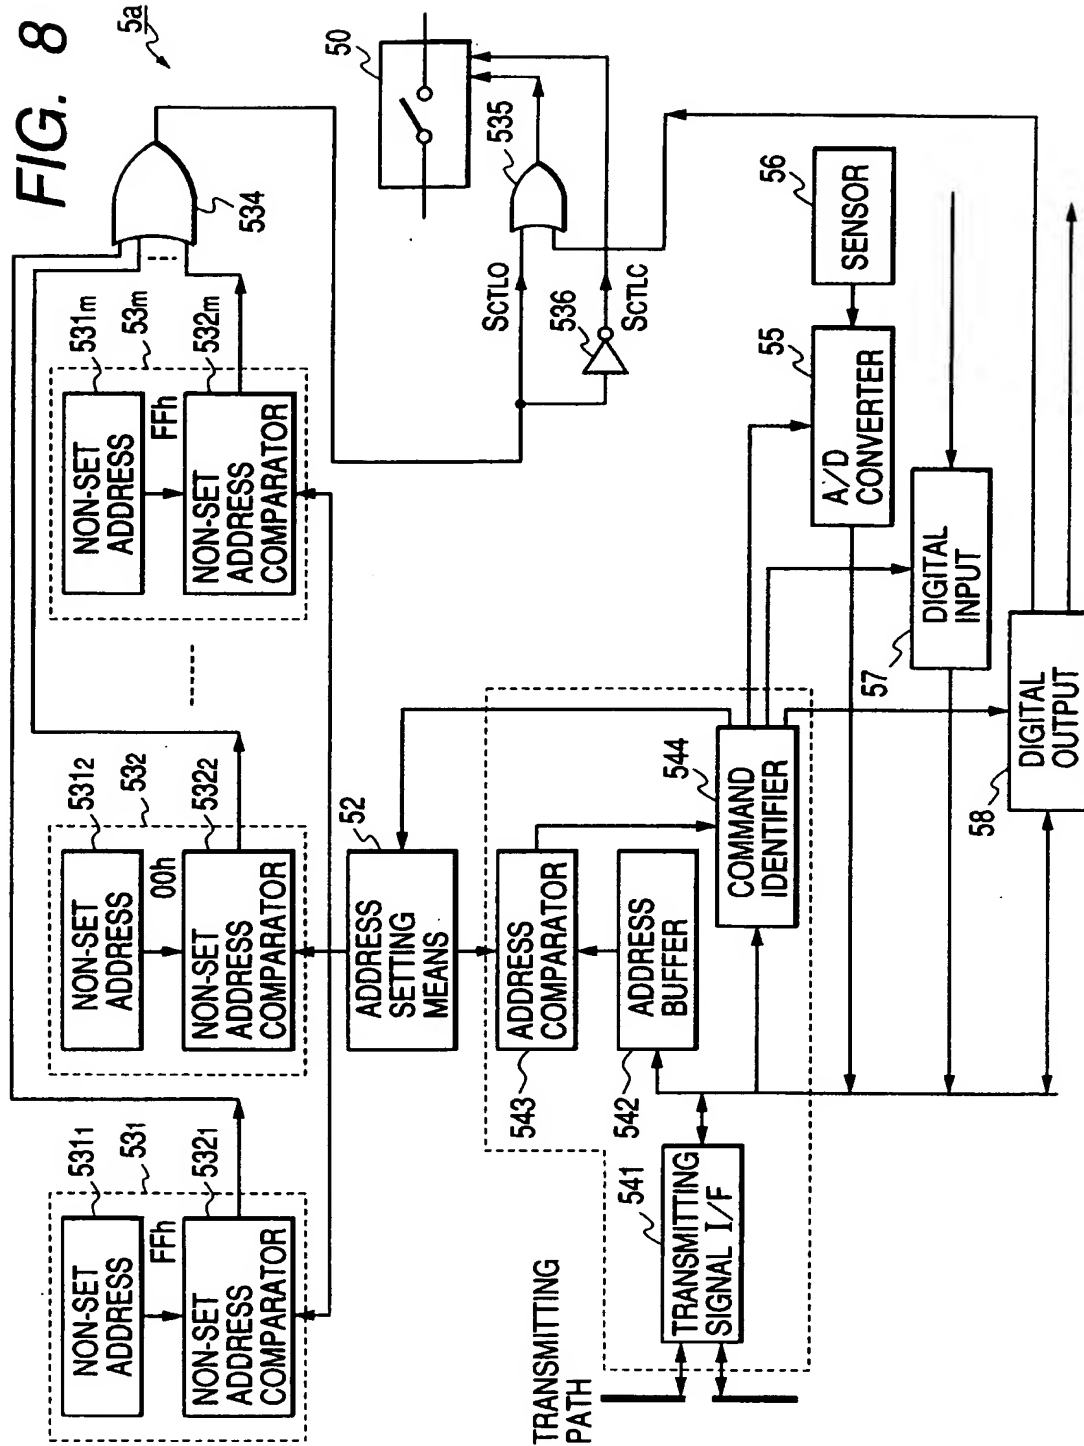 FIG. 8
5a
531₁
53₁
532₁
NON-SET
ADDRESS
FFh
NON-SET
ADDRESS
COMPARATOR
531₂
53₂
532₂
NON-SET
ADDRESS
00h
NON-SET
ADDRESS
COMPARATOR
531m
53m
532m
NON-SET
ADDRESS
FFh
NON-SET
ADDRESS
COMPARATOR
534
52
ADDRESS
SETTING
MEANS
SCTLO
535
50
536
SCTLC
TRANSMITTING
PATH
541
TRANSMITTING
SIGNAL I/F
543
ADDRESS
COMPARATOR
542
ADDRESS
BUFFER
544
COMMAND
IDENTIFIER
55
A/D
CONVERTER
56
SENSOR
57
DIGITAL
INPUT
58
DIGITAL
OUTPUT